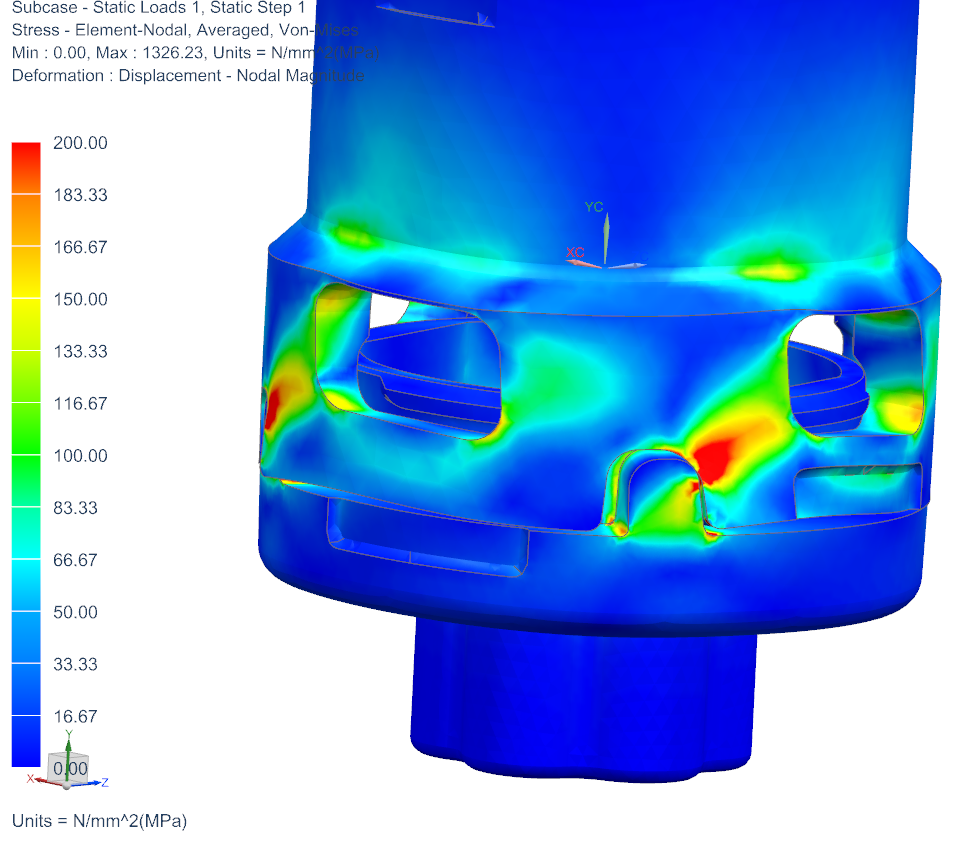 Subcase - Static Loads 1, Static Step 1
Stress - Element-Nodal, Averaged, Von-Mises
Min : 0.00, Max : 1326.23, Units = N/mm^2(MPa)
Deformation : Displacement - Nodal Magnitude
200.00
183.33
166.67
150.00
133.33
116.67
100.00
83.33
66.67
50.00
33.33
16.67
0.00
YC
XC
Y
X
Z
Units = N/mm^2(MPa)